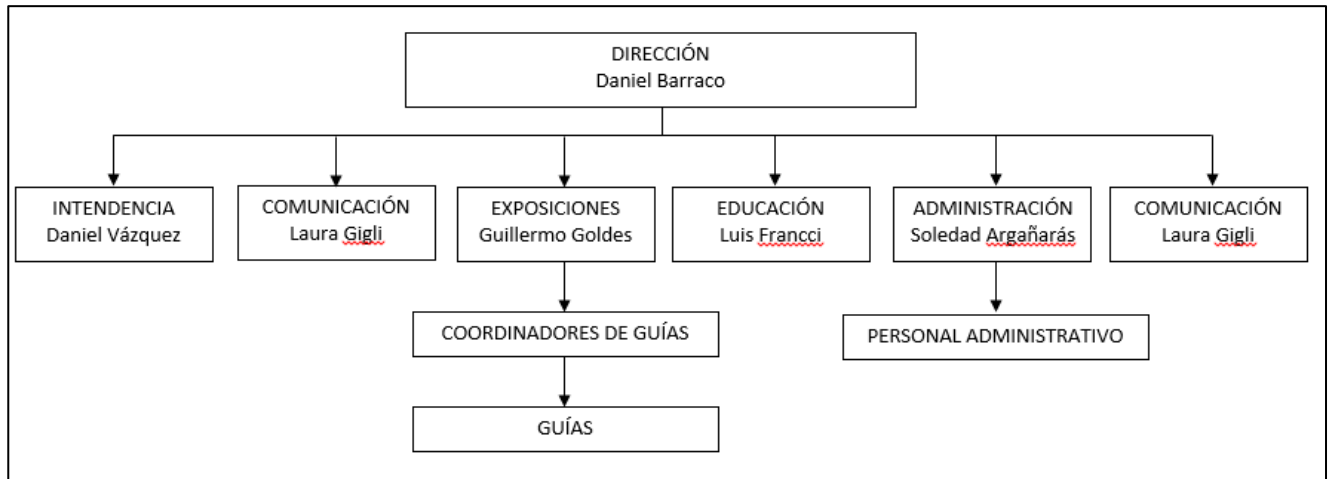 DIRECCIÓN
Daniel Barraco
INTENDENCIA
Daniel Vázquez
COMUNICACIÓN
Laura Gigli
EXPOSICIONES
Guillermo Goldes
EDUCACIÓN
Luis Francci
ADMINISTRACIÓN
Soledad Argañarás
COMUNICACIÓN
Laura Gigli
COORDINADORES DE GUÍAS
PERSONAL ADMINISTRATIVO
GUÍAS